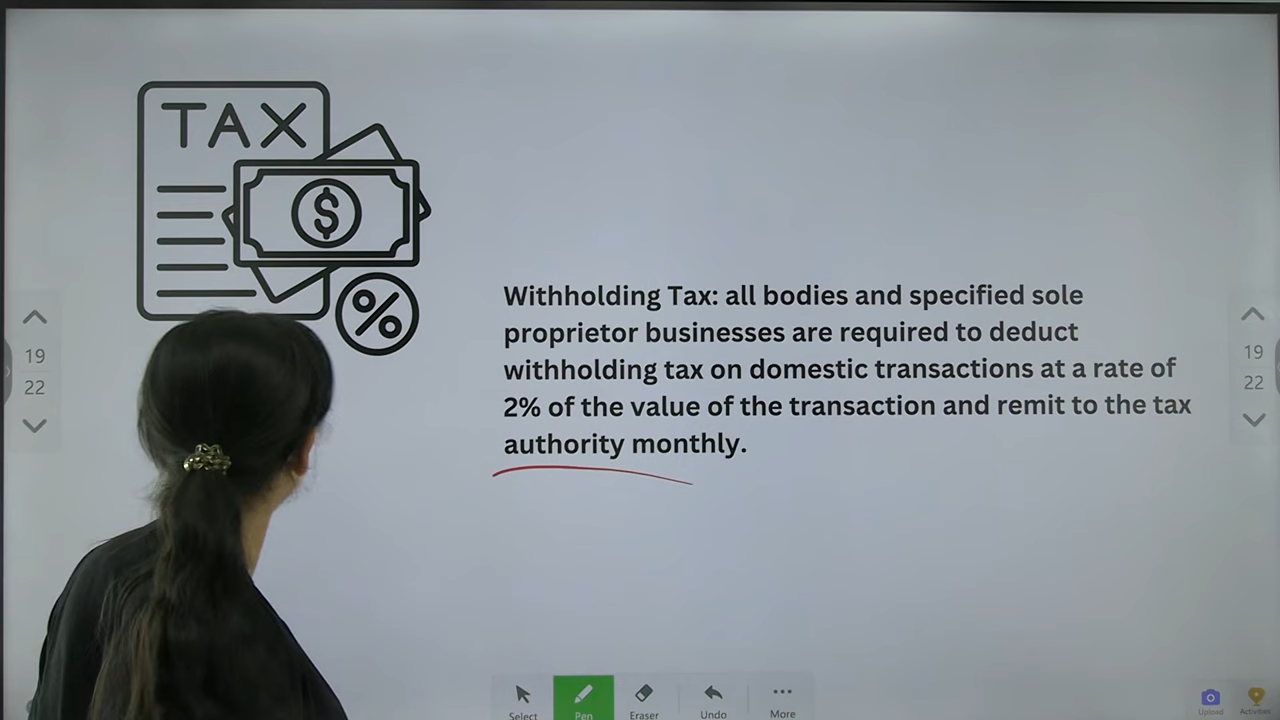 TAX
$
%
Withholding Tax: all bodies and specified sole
proprietor businesses are required to deduct
withholding tax on domestic transactions at a rate of
2% of the value of the transaction and remit to the tax
authority monthly.
19
22
19
22
Select
Pen
Eraser
Undo
More
Upload
Activities